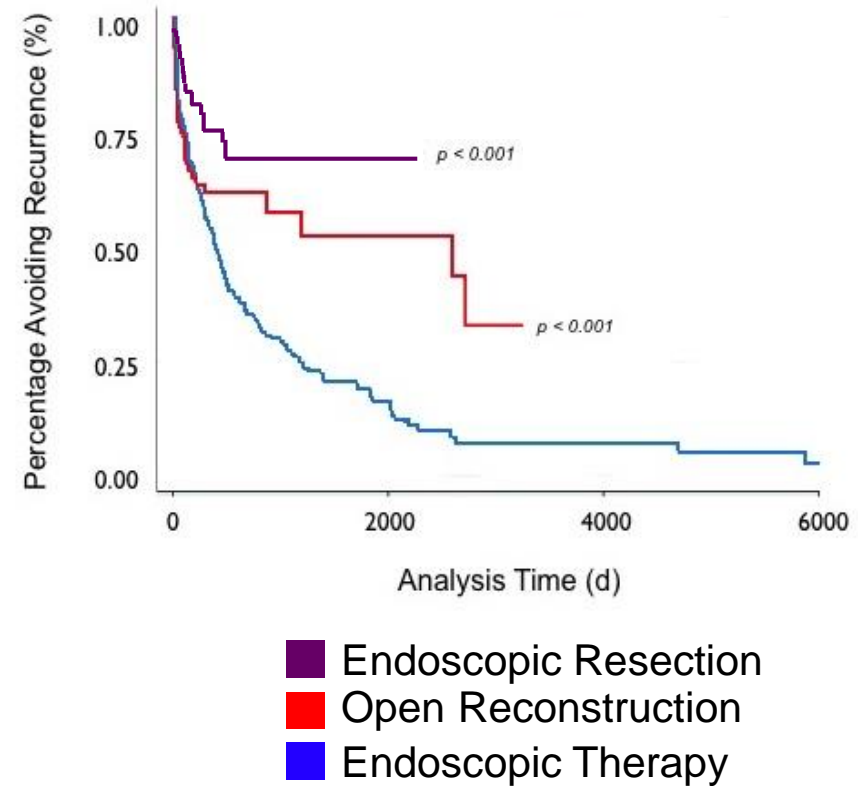 Percentage Avoiding Recurrence (%)
1.00
0.75
0.50
0.25
0.00
p < 0.001
p < 0.001
0 2000 4000 6000
Analysis Time (d)
Endoscopic Resection
Open Reconstruction
Endoscopic Therapy